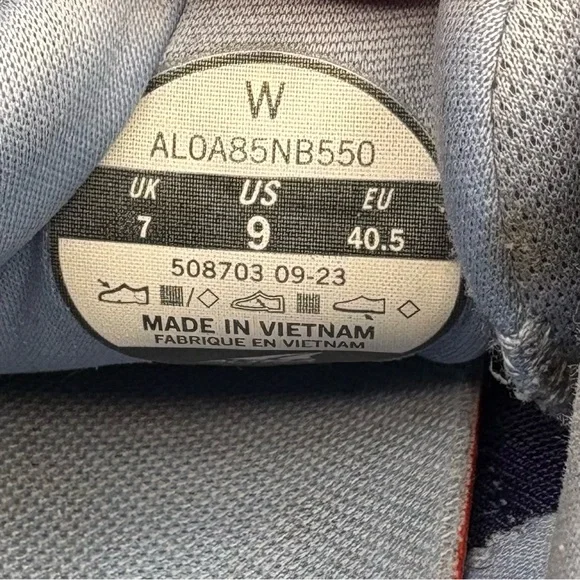 W
AL0A85NB550
UK US EU
7 9 40.5
508703 09-23
MADE IN VIETNAM
FABRIQUE EN VIETNAM